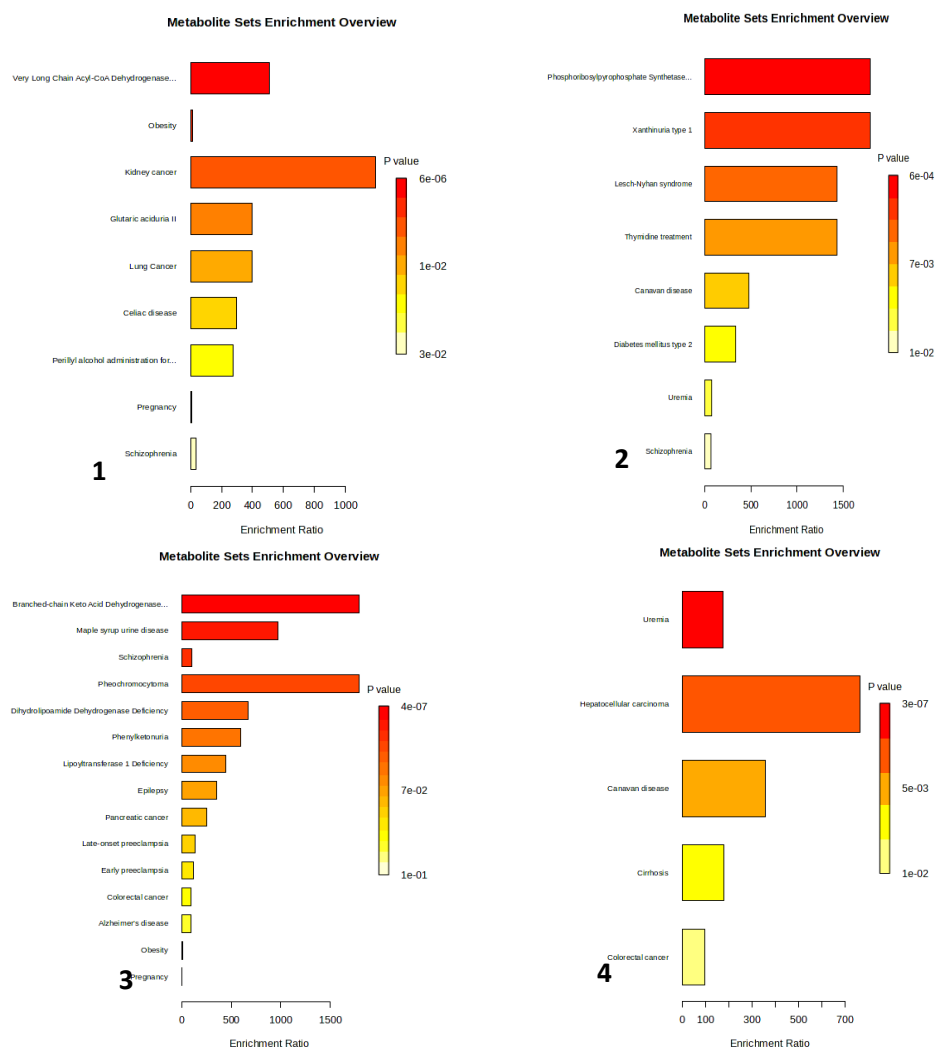 Metabolite Sets Enrichment Overview
Very Long Chain Acyl-CoA Dehydrogenase...
Obesity
Kidney cancer
Glutaric aciduria II
Lung Cancer
Celiac disease
Perillyl alcohol administration for...
Pregnancy
Schizophrenia
P value
6e-06
1e-02
3e-02
0 200 400 600 800 1000
Enrichment Ratio
1
Metabolite Sets Enrichment Overview
Phosphoribosylpyrophosphate Synthetase...
Xanthinuria type 1
Lesch-Nyhan syndrome
Thymidine treatment
Canavan disease
Diabetes mellitus type 2
Uremia
Schizophrenia
P value
6e-04
7e-03
1e-02
0 500 1000 1500
Enrichment Ratio
2
Metabolite Sets Enrichment Overview
Branched-chain Keto Acid Dehydrogenase...
Maple syrup urine disease
Schizophrenia
Pheochromocytoma
Dihydrolipoamide Dehydrogenase Deficiency
Phenylketonuria
Lipoyltransferase 1 Deficiency
Epilepsy
Pancreatic cancer
Late-onset preeclampsia
Early preeclampsia
Colorectal cancer
Alzheimer's disease
Obesity
Pregnancy
P value
4e-07
7e-02
1e-01
0 500 1000 1500
Enrichment Ratio
3
Metabolite Sets Enrichment Overview
Uremia
Hepatocellular carcinoma
Canavan disease
Cirrhosis
Colorectal cancer
P value
3e-07
5e-03
1e-02
0 100 300 500 700
Enrichment Ratio
4